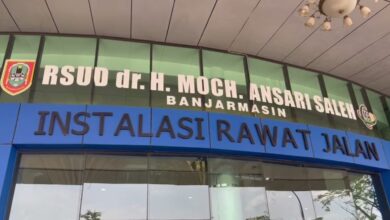 RSUD dr. H. MOCH. ANSARI SALEH
BANJARMASIN
INSTALASI RAWAT JALAN